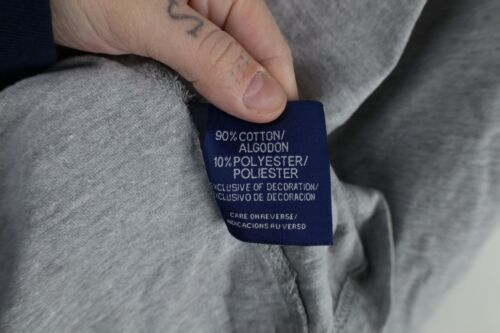 90% COTTON/
ALGODON
10% POLYESTER/
POLIESTER
EXCLUSIVE OF DECORATION/
EXCLUSIVO DE DECORACION
CARE ON REVERSE/
INDICACIONS AU VERSO